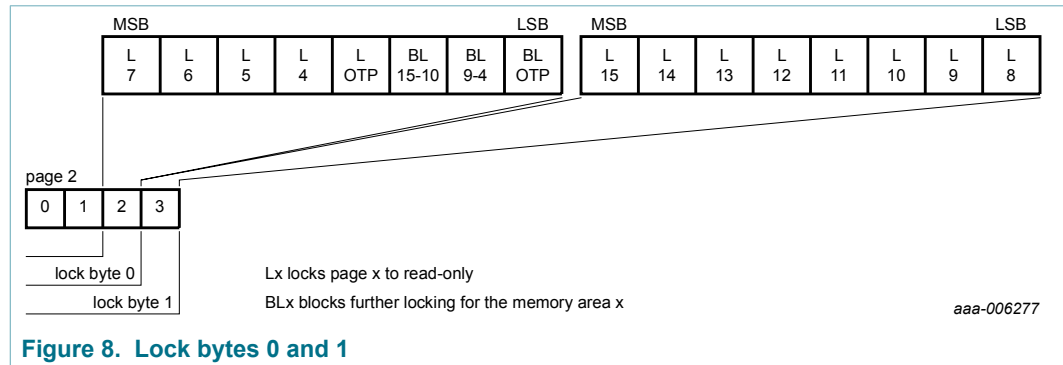 MSB LSB MSB LSB
L L L L L BL BL BL L L L L L L L L
7 6 5 4 OTP 15-10 9-4 OTP 15 14 13 12 11 10 9 8
page 2
0 1 2 3
lock byte 0 Lx locks page x to read-only
lock byte 1 BLx blocks further locking for the memory area x
aaa-006277
Figure 8. Lock bytes 0 and 1